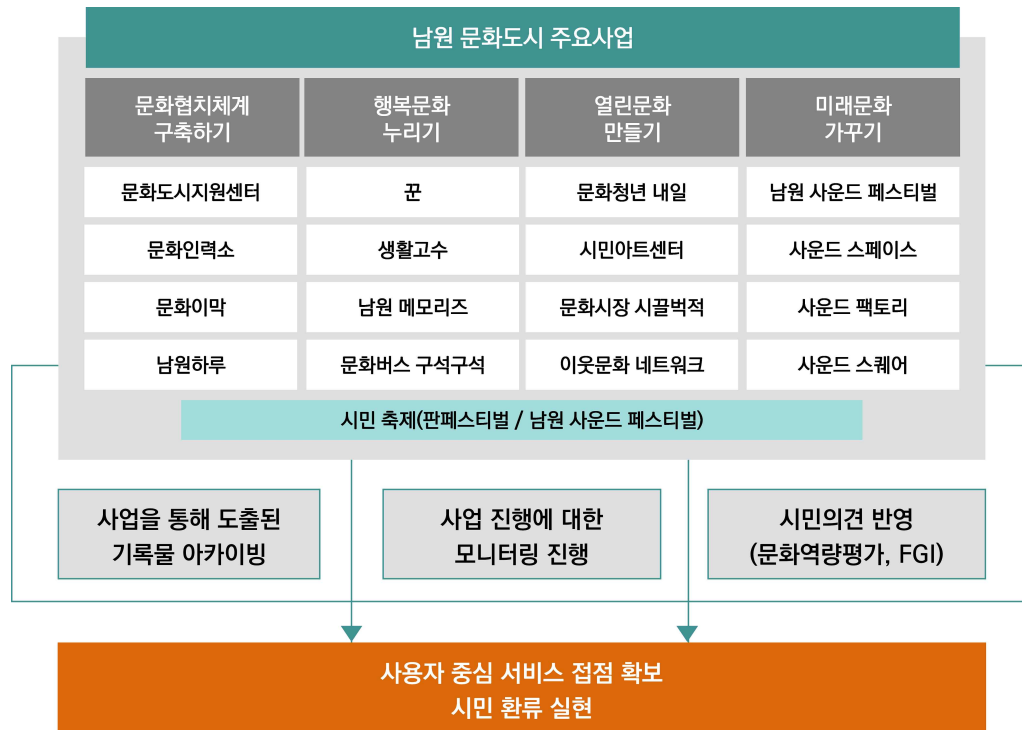 남원 문화도시 주요사업
문화협치체계
구축하기
행복문화
누리기
열린문화
만들기
미래문화
가꾸기
문화도시지원센터
꾼
문화청년 내일
남원 사운드 페스티벌
문화인력소
생활고수
시민아트센터
사운드 스페이스
문화이막
남원 메모리즈
문화시장 시끌벅적
사운드 팩토리
남원하루
문화버스 구석구석
이웃문화 네트워크
사운드 스퀘어
시민 축제(판페스티벌 / 남원 사운드 페스티벌)
사업을 통해 도출된
기록물 아카이빙
사업 진행에 대한
모니터링 진행
시민의견 반영
(문화역량평가, FGI)
사용자 중심 서비스 접점 확보
시민 환류 실현